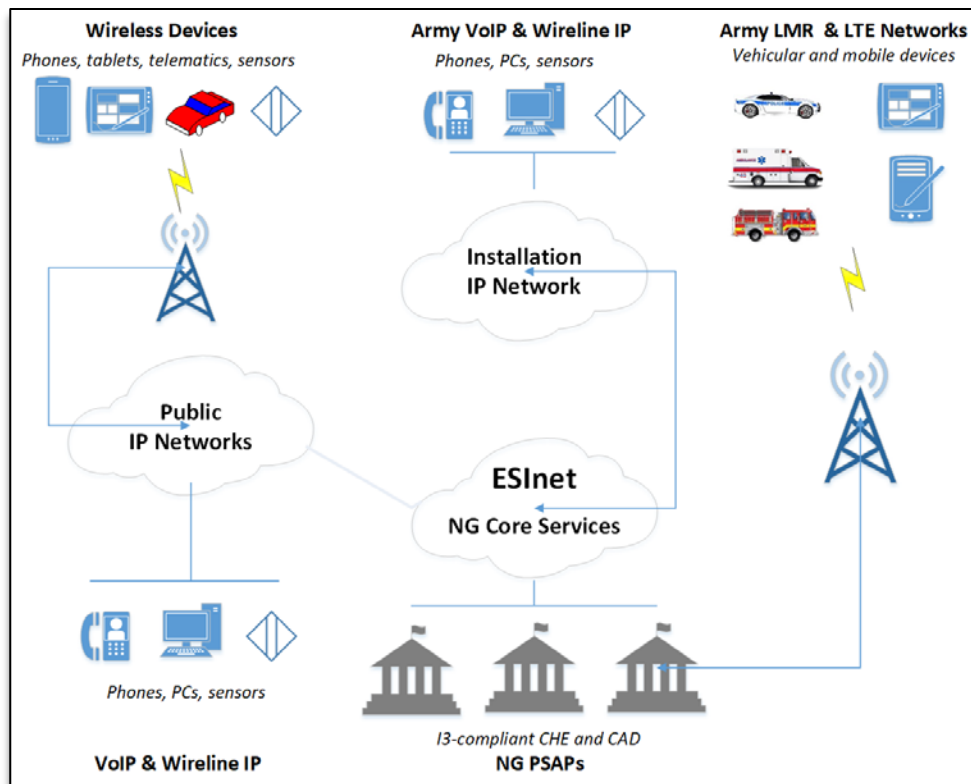 Wireless Devices
Phones, tablets, telematics, sensors
Army VoIP & Wireline IP
Phones, PCs, sensors
Army LMR & LTE Networks
Vehicular and mobile devices
Installation
IP Network
Public
IP Networks
ESInet
NG Core Services
Phones, PCs, sensors
VoIP & Wireline IP
I3-compliant CHE and CAD
NG PSAPs